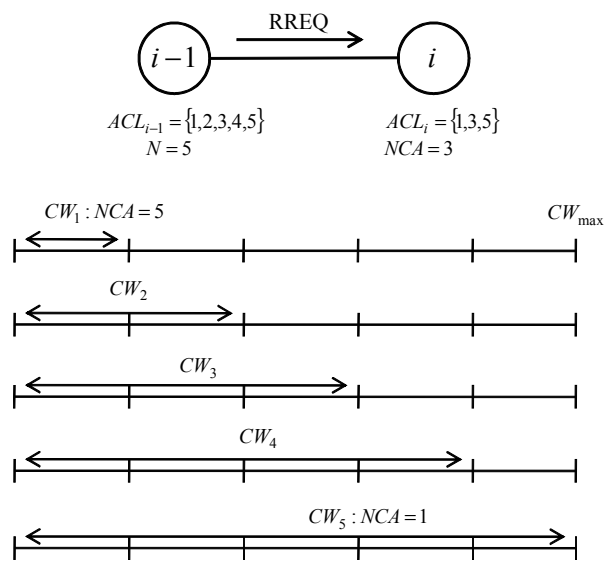 RREQ
i−1
i
ACL_{i−1} = {1,2,3,4,5}
N = 5
ACL_i = {1,3,5}
NCA = 3
CW_1 : NCA = 5
CW_max
CW_2
CW_3
CW_4
CW_5 : NCA = 1